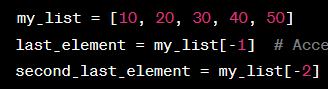 my_list = [10, 20, 30, 40, 50]
last_element = my_list[-1]  # Acce
second_last_element = my_list[-2]